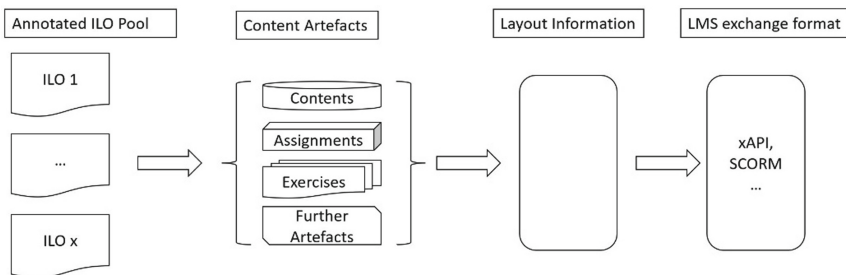 Annotated ILO Pool
Content Artefacts
Layout Information
LMS exchange format
ILO 1
...
ILO x
Contents
Assignments
Exercises
Further
Artefacts
xAPI,
SCORM
...